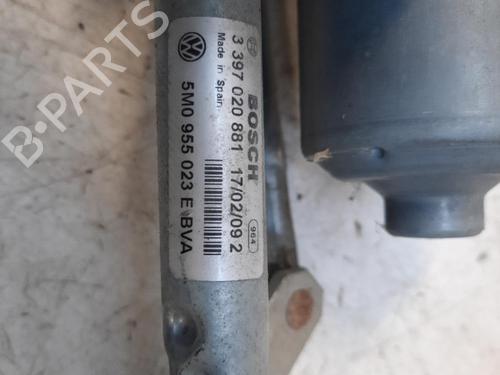 BOSCH
3 397 020 881 17/02/09 2
Made in Spain
964
5M0 955 023 E BVA
B-PARTS